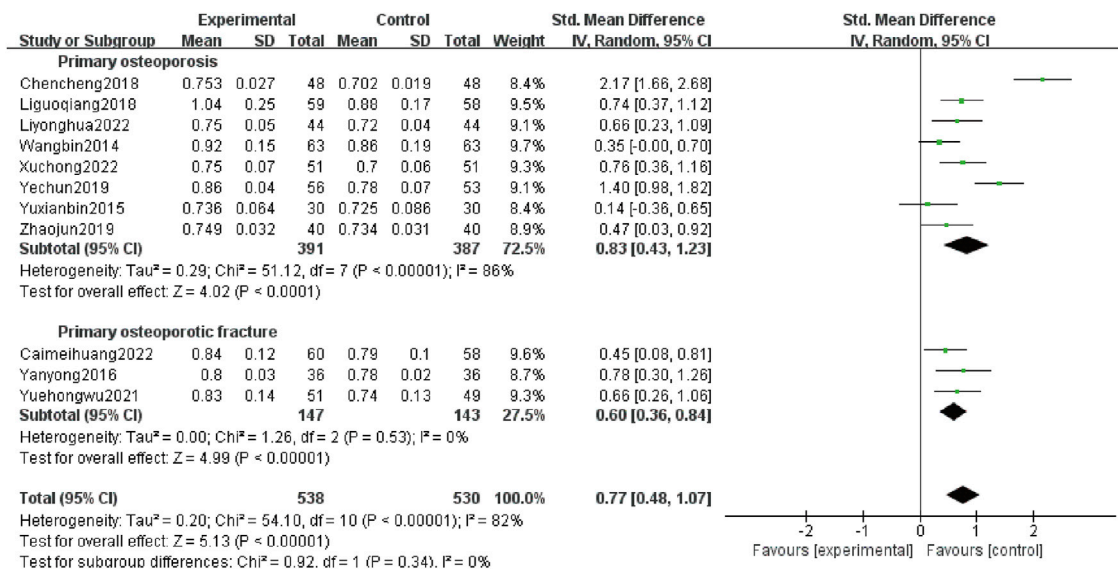 Experimental Control Std. Mean Difference Std. Mean Difference
Study or Subgroup Mean SD Total Mean SD Total Weight IV, Random, 95% CI IV, Random, 95% CI
Primary osteoporosis
Chencheng2018 0.753 0.027 48 0.702 0.019 48 8.4% 2.17 [1.66, 2.68]
Liguoqiang2018 1.04 0.25 59 0.88 0.17 58 9.5% 0.74 [0.37, 1.12]
Liyonghua2022 0.75 0.05 44 0.72 0.04 44 9.1% 0.66 [0.23, 1.09]
Wangbin2014 0.92 0.15 63 0.86 0.19 63 9.7% 0.35 [-0.00, 0.70]
Xuchong2022 0.75 0.07 51 0.7 0.06 51 9.2% 0.76 [0.36, 1.16]
Yechun2019 0.86 0.04 56 0.78 0.07 53 9.1% 1.40 [0.98, 1.82]
Yuxianbin2015 0.736 0.064 30 0.725 0.086 30 8.4% 0.14 [-0.36, 0.65]
Zhaojun2019 0.749 0.032 40 0.734 0.031 40 8.9% 0.47 [0.03, 0.92]
Subtotal (95% CI) 391 387 72.5% 0.83 [0.43, 1.23]
Heterogeneity: Tau² = 0.29; Chi² = 51.12, df = 7 (P < 0.00001); I² = 86%
Test for overall effect: Z = 4.02 (P < 0.0001)
Primary osteoporotic fracture
Caimeihuang2022 0.84 0.12 60 0.79 0.1 58 9.6% 0.45 [0.08, 0.81]
Yanyong2016 0.8 0.03 36 0.78 0.02 36 8.7% 0.78 [0.30, 1.26]
Yuehongwu2021 0.83 0.14 51 0.74 0.13 49 9.2% 0.66 [0.26, 1.06]
Subtotal (95% CI) 147 143 27.5% 0.60 [0.36, 0.84]
Heterogeneity: Tau² = 0.00; Chi² = 1.26, df = 2 (P = 0.53); I² = 0%
Test for overall effect: Z = 4.99 (P < 0.00001)
Total (95% CI) 538 530 100.0% 0.77 [0.48, 1.07]
Heterogeneity: Tau² = 0.20; Chi² = 54.10, df = 10 (P < 0.00001); I² = 82%
Test for overall effect: Z = 5.13 (P < 0.00001)
Test for subgroup differences: Chi² = 0.92, df = 1 (P = 0.34), I² = 0%
-2 -1 0 1 2
Favours [experimental] Favours [control]